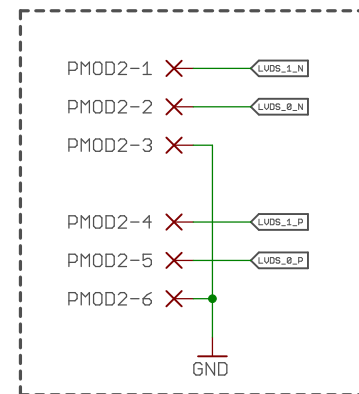 PMOD2-1 LVDS_1_N
PMOD2-2 LVDS_0_N
PMOD2-3
PMOD2-4 LVDS_1_P
PMOD2-5 LVDS_0_P
PMOD2-6
GND